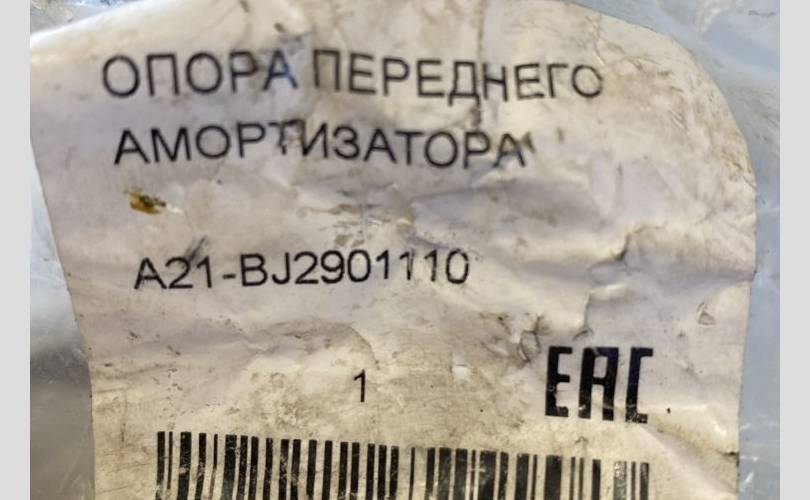 ОПОРА ПЕРЕДНЕГО
АМОРТИЗАТОРА
A21-BJ2901110
1
EAC